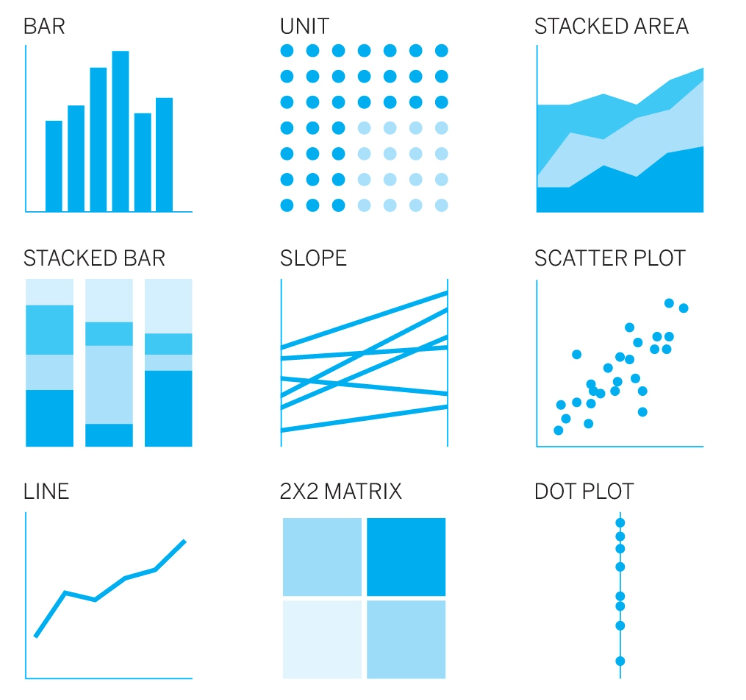 BAR
UNIT
STACKED AREA
STACKED BAR
SLOPE
SCATTER PLOT
LINE
2X2 MATRIX
DOT PLOT